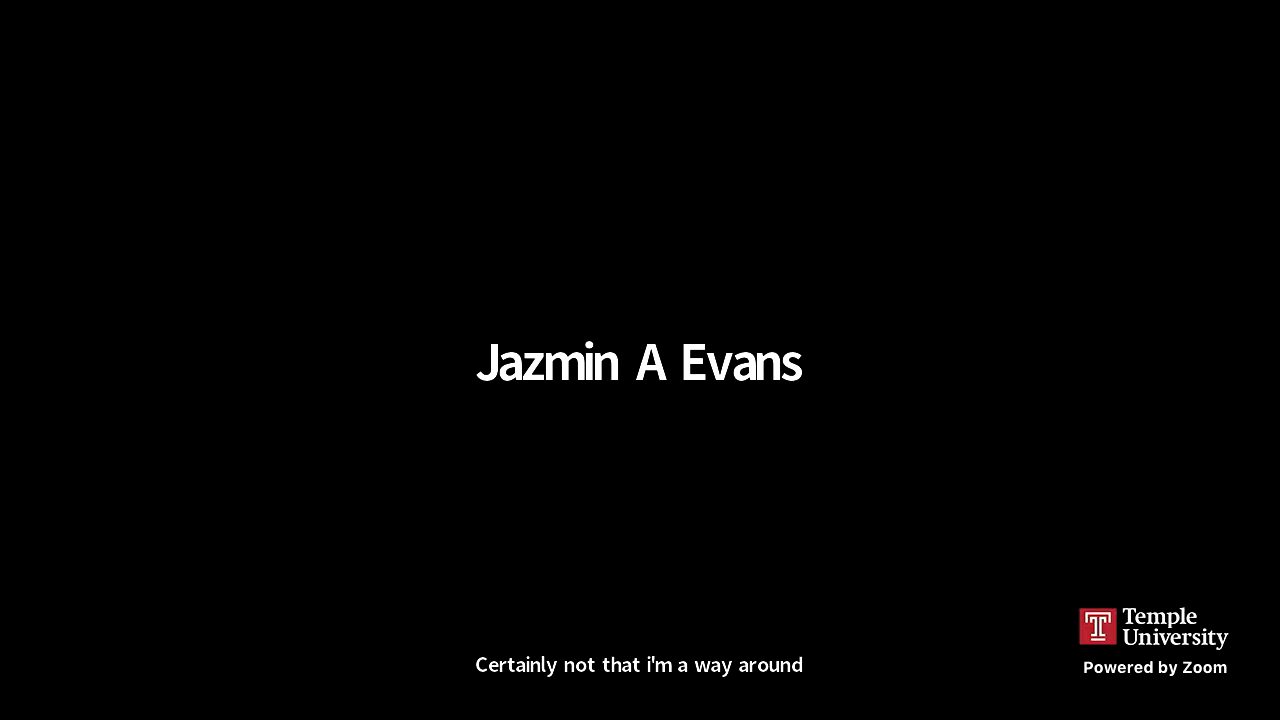 Jazmin A Evans
Temple
University
Powered by Zoom
Certainly not that i'm a way around